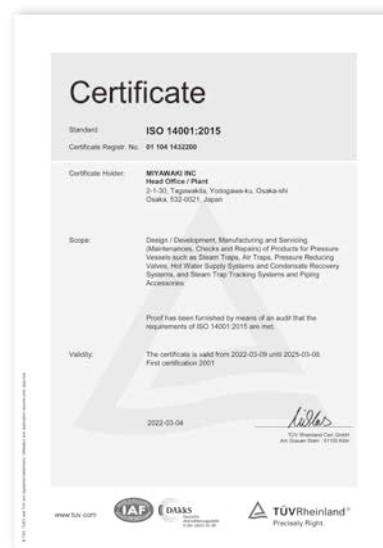 Certificate
Standard ISO 14001:2015
Certificate Registr. No. 01 104 1432200
Certificate Holder: MIYAWAKI INC
Head Office / Plant
2-1-30, Tagawakita, Yodogawa-ku, Osaka-shi
Osaka, 532-0021, Japan
Scope: Design / Development, Manufacturing and Servicing
(Maintenances, Checks and Repairs) of Products for Pressure
Vessels such as Steam Traps, Air Traps, Pressure Reducing
Valves, Hot Water Supply Systems and Condensate Recovery
Systems, and Steam Trap Tracking Systems and Piping
Accessories
Proof has been furnished by means of an audit that the
requirements of ISO 14001:2015 are met.
Validity: The certificate is valid from 2022-03-09 until 2025-03-08.
First certification 2001
2022-03-04
TÜV Rheinland Cert GmbH
Am Grauen Stein · 51105 Köln
www.tuv.com
IAF
DAkkS
Deutsche
Akkreditierungsstelle
TÜVRheinland®
Precisely Right.